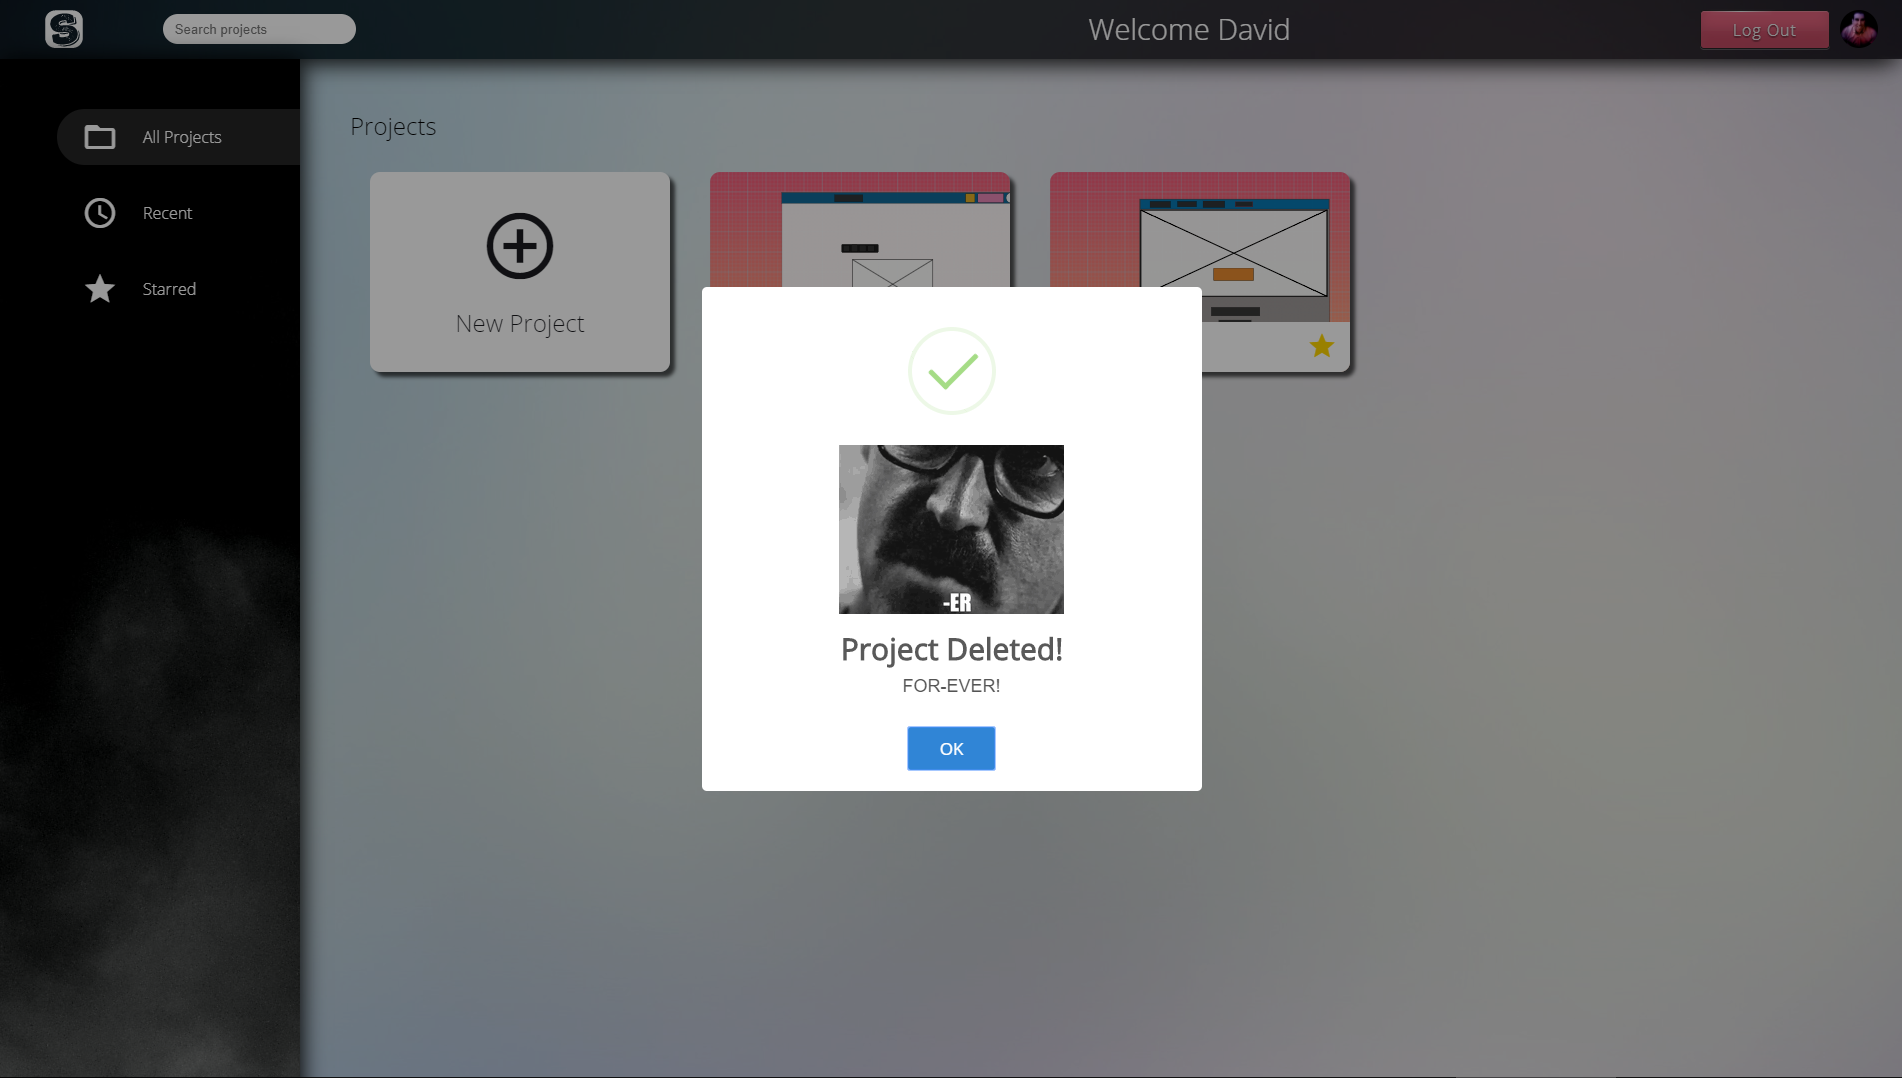 S
Search projects
Welcome David
Log Out
All Projects
Recent
Starred
Projects
New Project
-ER
Project Deleted!
FOR-EVER!
OK